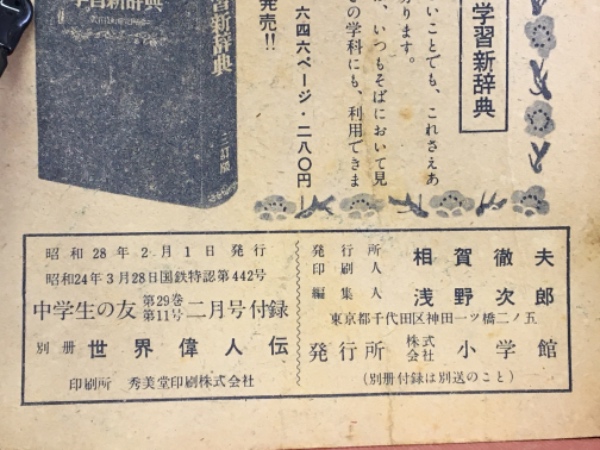 学習新辞典
いことでも、これさえあ
ります。
、いつもそばにおいて見
の学科にも、利用できま
六四六ページ・二八〇円
発売!!
習新辞典
三訂版
学習新辞典
昭和28年2月1日発行
昭和24年3月28日国鉄特認第442号
中学生の友 第29巻第11号 二月号付録
別冊 世界偉人伝
印刷所 秀美堂印刷株式会社
発行所印刷人 相賀徹夫
編集人 浅野次郎
東京都千代田区神田一ツ橋二ノ五
発行所 株式会社 小学館
(別冊付録は別送のこと)